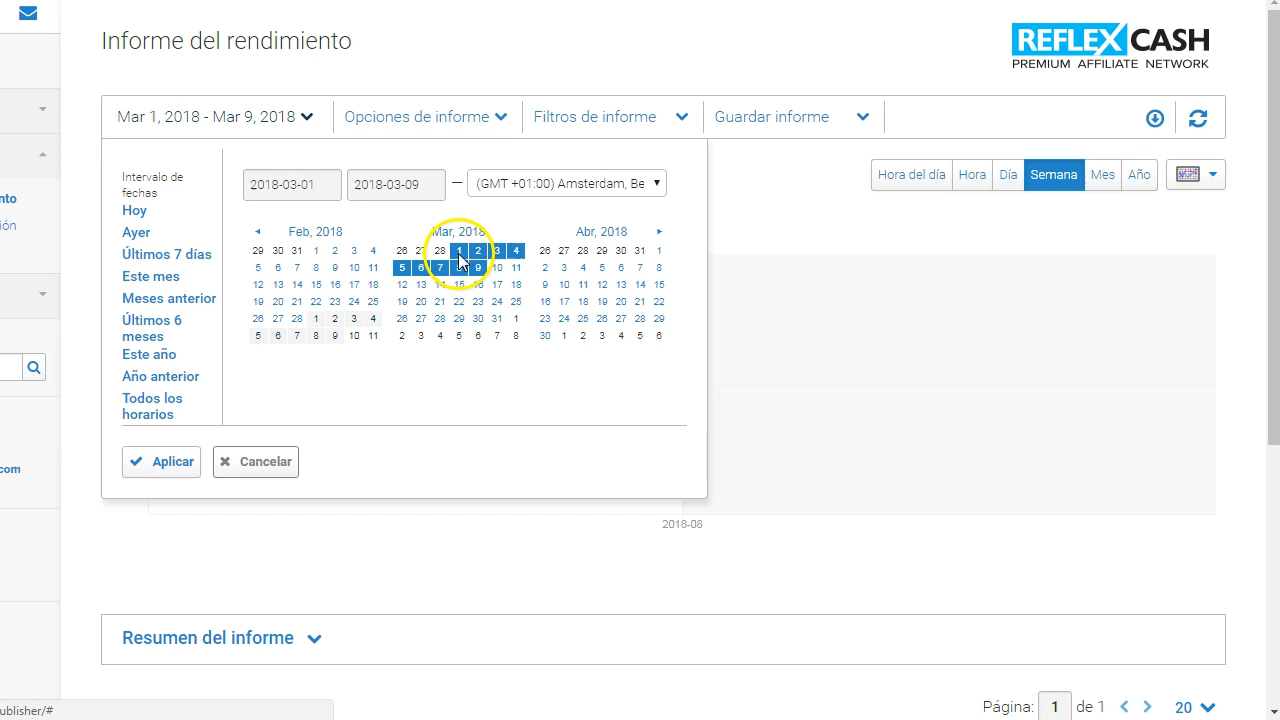 Informe del rendimiento
REFLEXCASH
PREMIUM AFFILIATE NETWORK
Mar 1, 2018 - Mar 9, 2018
Opciones de informe
Filtros de informe
Guardar informe
Hora del día
Hora
Día
Semana
Mes
Año
Intervalo de
fechas
Hoy
Ayer
Últimos 7 días
Este mes
Meses anterior
Últimos 6
meses
Este año
Año anterior
Todos los
horarios
2018-03-01
2018-03-09
—
(GMT +01:00) Amsterdam, Be
Feb, 2018
29 30 31 1 2 3 4
5 6 7 8 9 10 11
12 13 14 15 16 17 18
19 20 21 22 23 24 25
26 27 28 1 2 3 4
5 6 7 8 9 10 11
Mar, 2018
26 27 28 1 2 3 4
5 6 7 8 9 10 11
12 13 14 15 16 17 18
19 20 21 22 23 24 25
26 27 28 29 30 31 1
2 3 4 5 6 7 8
Abr, 2018
26 27 28 29 30 31 1
2 3 4 5 6 7 8
9 10 11 12 13 14 15
16 17 18 19 20 21 22
23 24 25 26 27 28 29
30 1 2 3 4 5 6
Aplicar
Cancelar
2018-08
Resumen del informe
Página: 1 de 1
20
nto
ión
com
ublisher/#